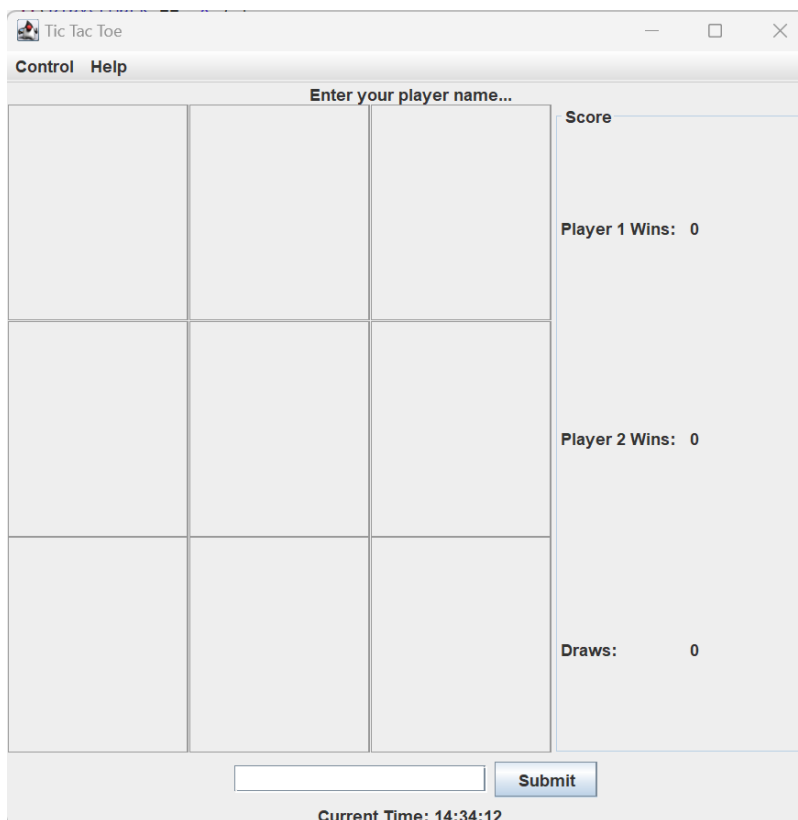 Tic Tac Toe
Control Help
Enter your player name...
Score
Player 1 Wins: 0
Player 2 Wins: 0
Draws: 0
Submit
Current Time: 14:34:12